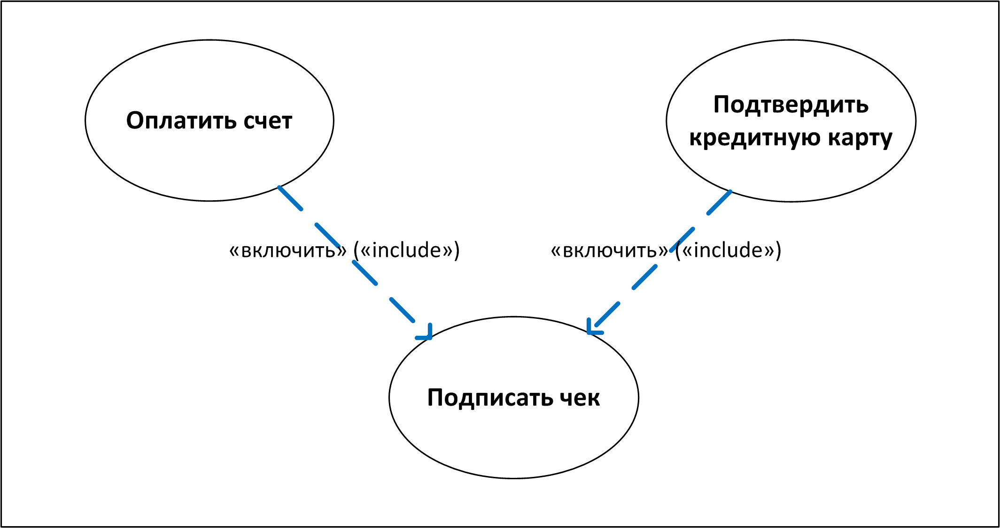 Оплатить счет
Подтвердить
кредитную карту
«включить» («include»)
«включить» («include»)
Подписать чек